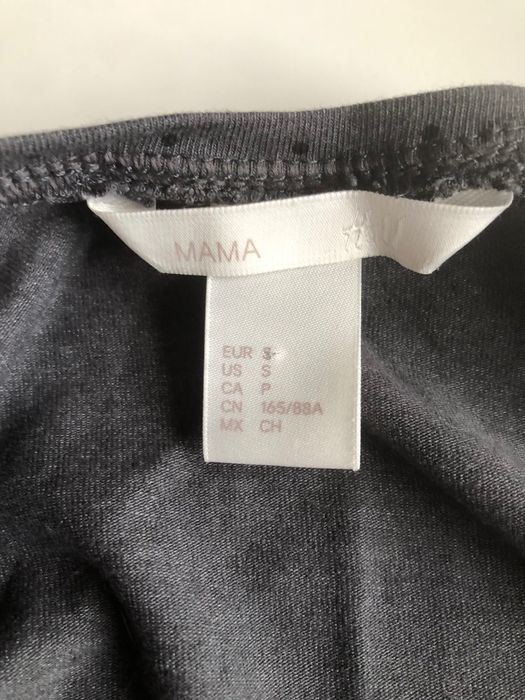 MAMA
EUR S
US S
CA P
CN 165/88A
MX CH